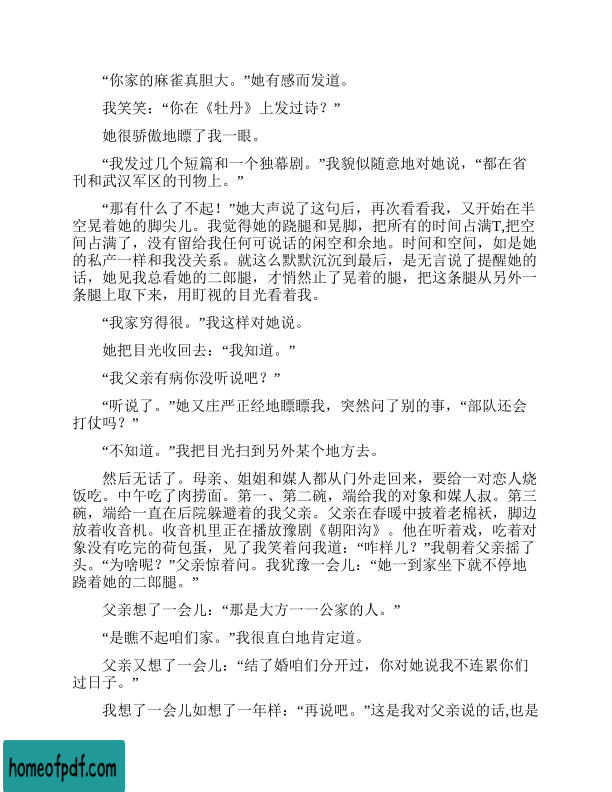 “你家的麻雀真胆大。”她有感而发道。
我笑笑：“你在《牡丹》上发过诗？”
她很骄傲地瞟了我一眼。
“我发过几个短篇和一个独幕剧。”我貌似随意地对她说，“都在省
刊和武汉军区的刊物上。”
“那有什么了不起！”她大声说了这句后，再次看看我，又开始在半
空晃着她的脚尖儿。我觉得她的跷腿和晃脚，把所有的时间占满T,把空
间占满了，没有留给我任何可说话的闲空和余地。时间和空间，如是她
的私产一样和我没关系。就这么默默沉沉到最后，是无言说了提醒她的
话，她见我总看她的二郎腿，才悄然止了晃着的腿，把这条腿从另外一
条腿上取下来，用盯视的目光看着我。
“我家穷得很。”我这样对她说。
她把目光收回去：“我知道。”
“我父亲有病你没听说吧？”
“听说了。”她又庄严正经地瞟瞟我，突然问了别的事，“部队还会
打仗吗？”
“不知道。”我把目光扫到另外某个地方去。
然后无话了。母亲、姐姐和媒人都从门外走回来，要给一对恋人烧
饭吃。中午吃了肉捞面。第一、第二碗，端给我的对象和媒人叔。第三
碗，端给一直在后院躲避着的我父亲。父亲在春暖中披着老棉袄，脚边
放着收音机。收音机里正在播放豫剧《朝阳沟》。他在听着戏，吃着对
象没有吃完的荷包蛋，见了我笑着问我道：“咋样儿？”我朝着父亲摇了
头。“为啥呢？”父亲惊着问。我犹豫一会儿：“她一到家坐下就不停地
跷着她的二郎腿。”
父亲想了一会儿：“那是大方一一公家的人。”
“是瞧不起咱们家。”我很直白地肯定道。
父亲又想了一会儿：“结了婚咱们分开过，你对她说我不连累你们
过日子。”
我想了一会儿如想了一年样：“再说吧。”这是我对父亲说的话,也是
homeofpdf.com